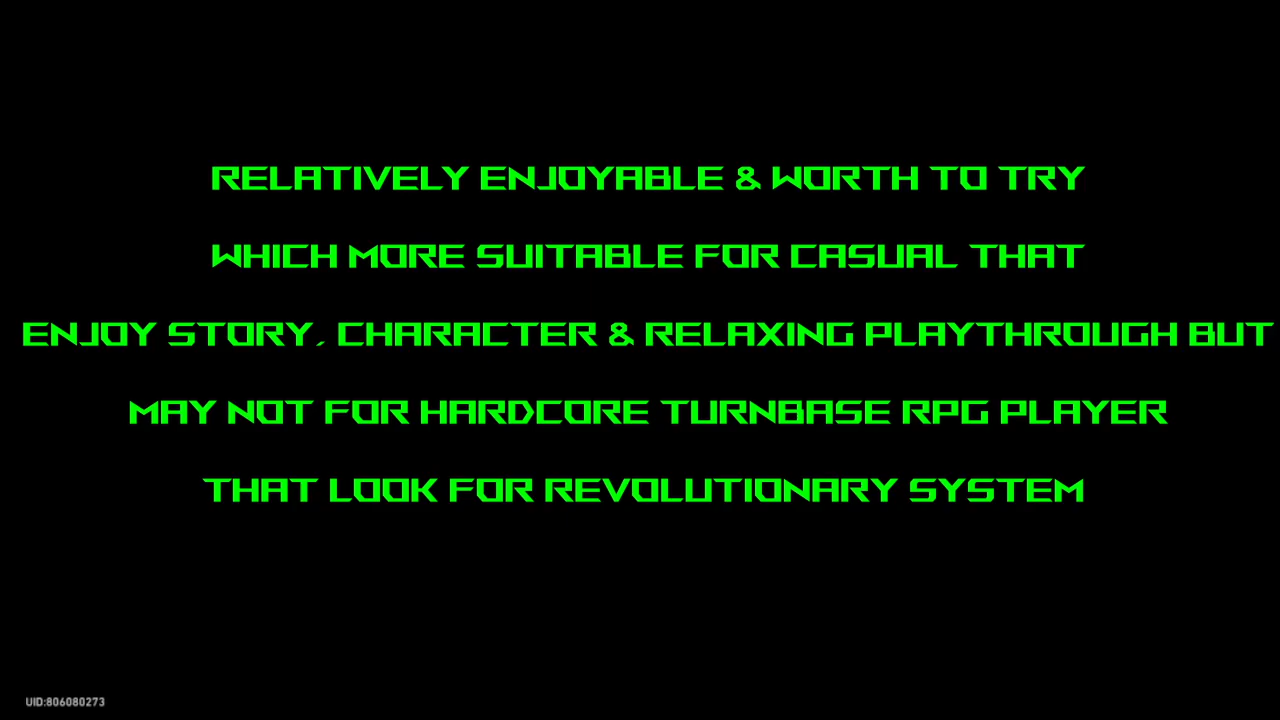 RELATIVELY ENJOYABLE & WORTH TO TRY
WHICH MORE SUITABLE FOR CASUAL THAT
ENJOY STORY, CHARACTER & RELAXING PLAYTHROUGH BUT
MAY NOT FOR HARDCORE TURNBASE RPG PLAYER
THAT LOOK FOR REVOLUTIONARY SYSTEM
UID:806080273